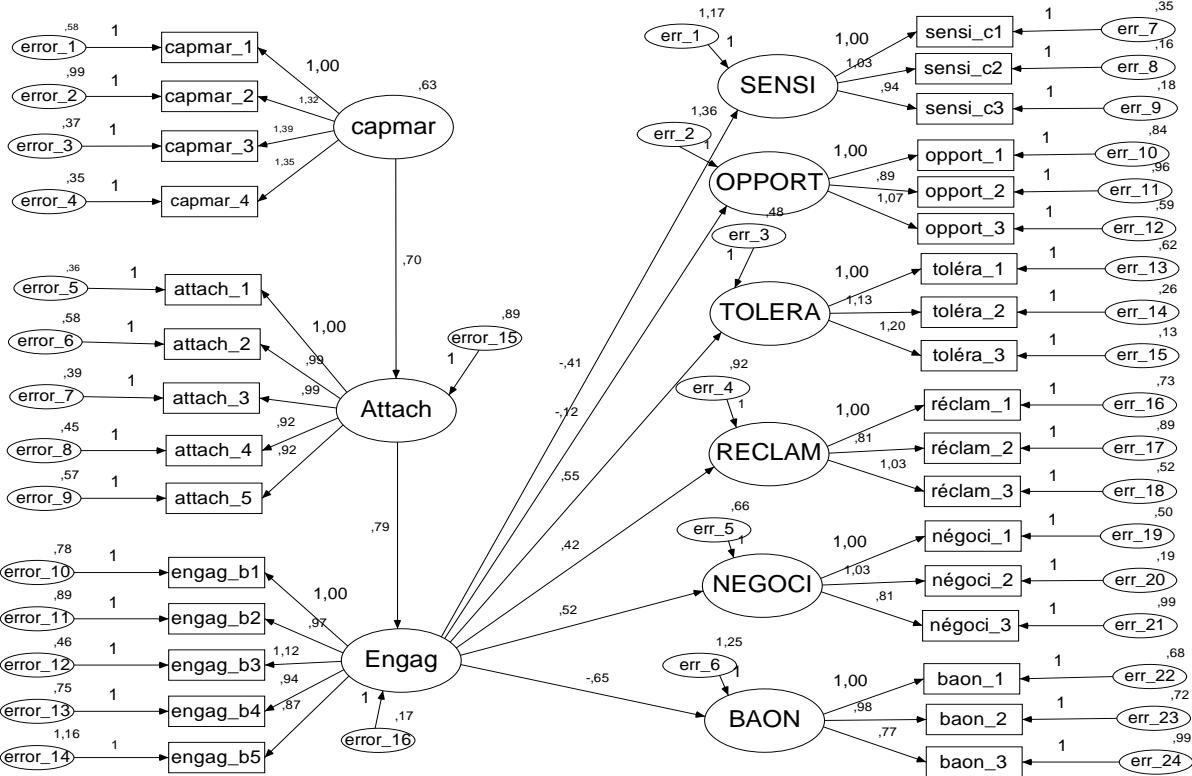 ,58
error_1
1
capmar_1
,99
error_2
1
capmar_2
,37
error_3
1
capmar_3
,35
error_4
1
capmar_4
1,00
1,32
1,39
1,35
,63
capmar
,70
,36
error_5
1
attach_1
,58
error_6
1
attach_2
,39
error_7
1
attach_3
,45
error_8
1
attach_4
,57
error_9
1
attach_5
1,00
,99
,99
,92
,92
Attach
,89
error_15
1
,79
,78
error_10
1
engag_b1
,89
error_11
1
engag_b2
,46
error_12
1
engag_b3
,75
error_13
1
engag_b4
1,16
error_14
1
engag_b5
1,00
,97
1,12
,94
,87
Engag
,17
error_16
1
-,41
-,12
,55
,42
,52
-,65
1,17
err_1
1
SENSI
1,00
1,03
,94
sensi_c1
1
err_7
,35
sensi_c2
1
err_8
,16
sensi_c3
1
err_9
,18
1,36
err_2
1
OPPORT
1,00
,89
1,07
opport_1
1
err_10
,84
opport_2
1
err_11
,96
opport_3
1
err_12
,59
,48
err_3
1
TOLERA
1,00
1,13
1,20
toléra_1
1
err_13
,62
toléra_2
1
err_14
,26
toléra_3
1
err_15
,13
,92
err_4
1
RECLAM
1,00
,81
1,03
réclam_1
1
err_16
,73
réclam_2
1
err_17
,89
réclam_3
1
err_18
,52
,66
err_5
1
NEGOCI
1,00
1,03
,81
négoci_1
1
err_19
,50
négoci_2
1
err_20
,19
négoci_3
1
err_21
,99
1,25
err_6
1
BAON
1,00
,98
,77
baon_1
1
err_22
,68
baon_2
1
err_23
,72
baon_3
1
err_24
,99